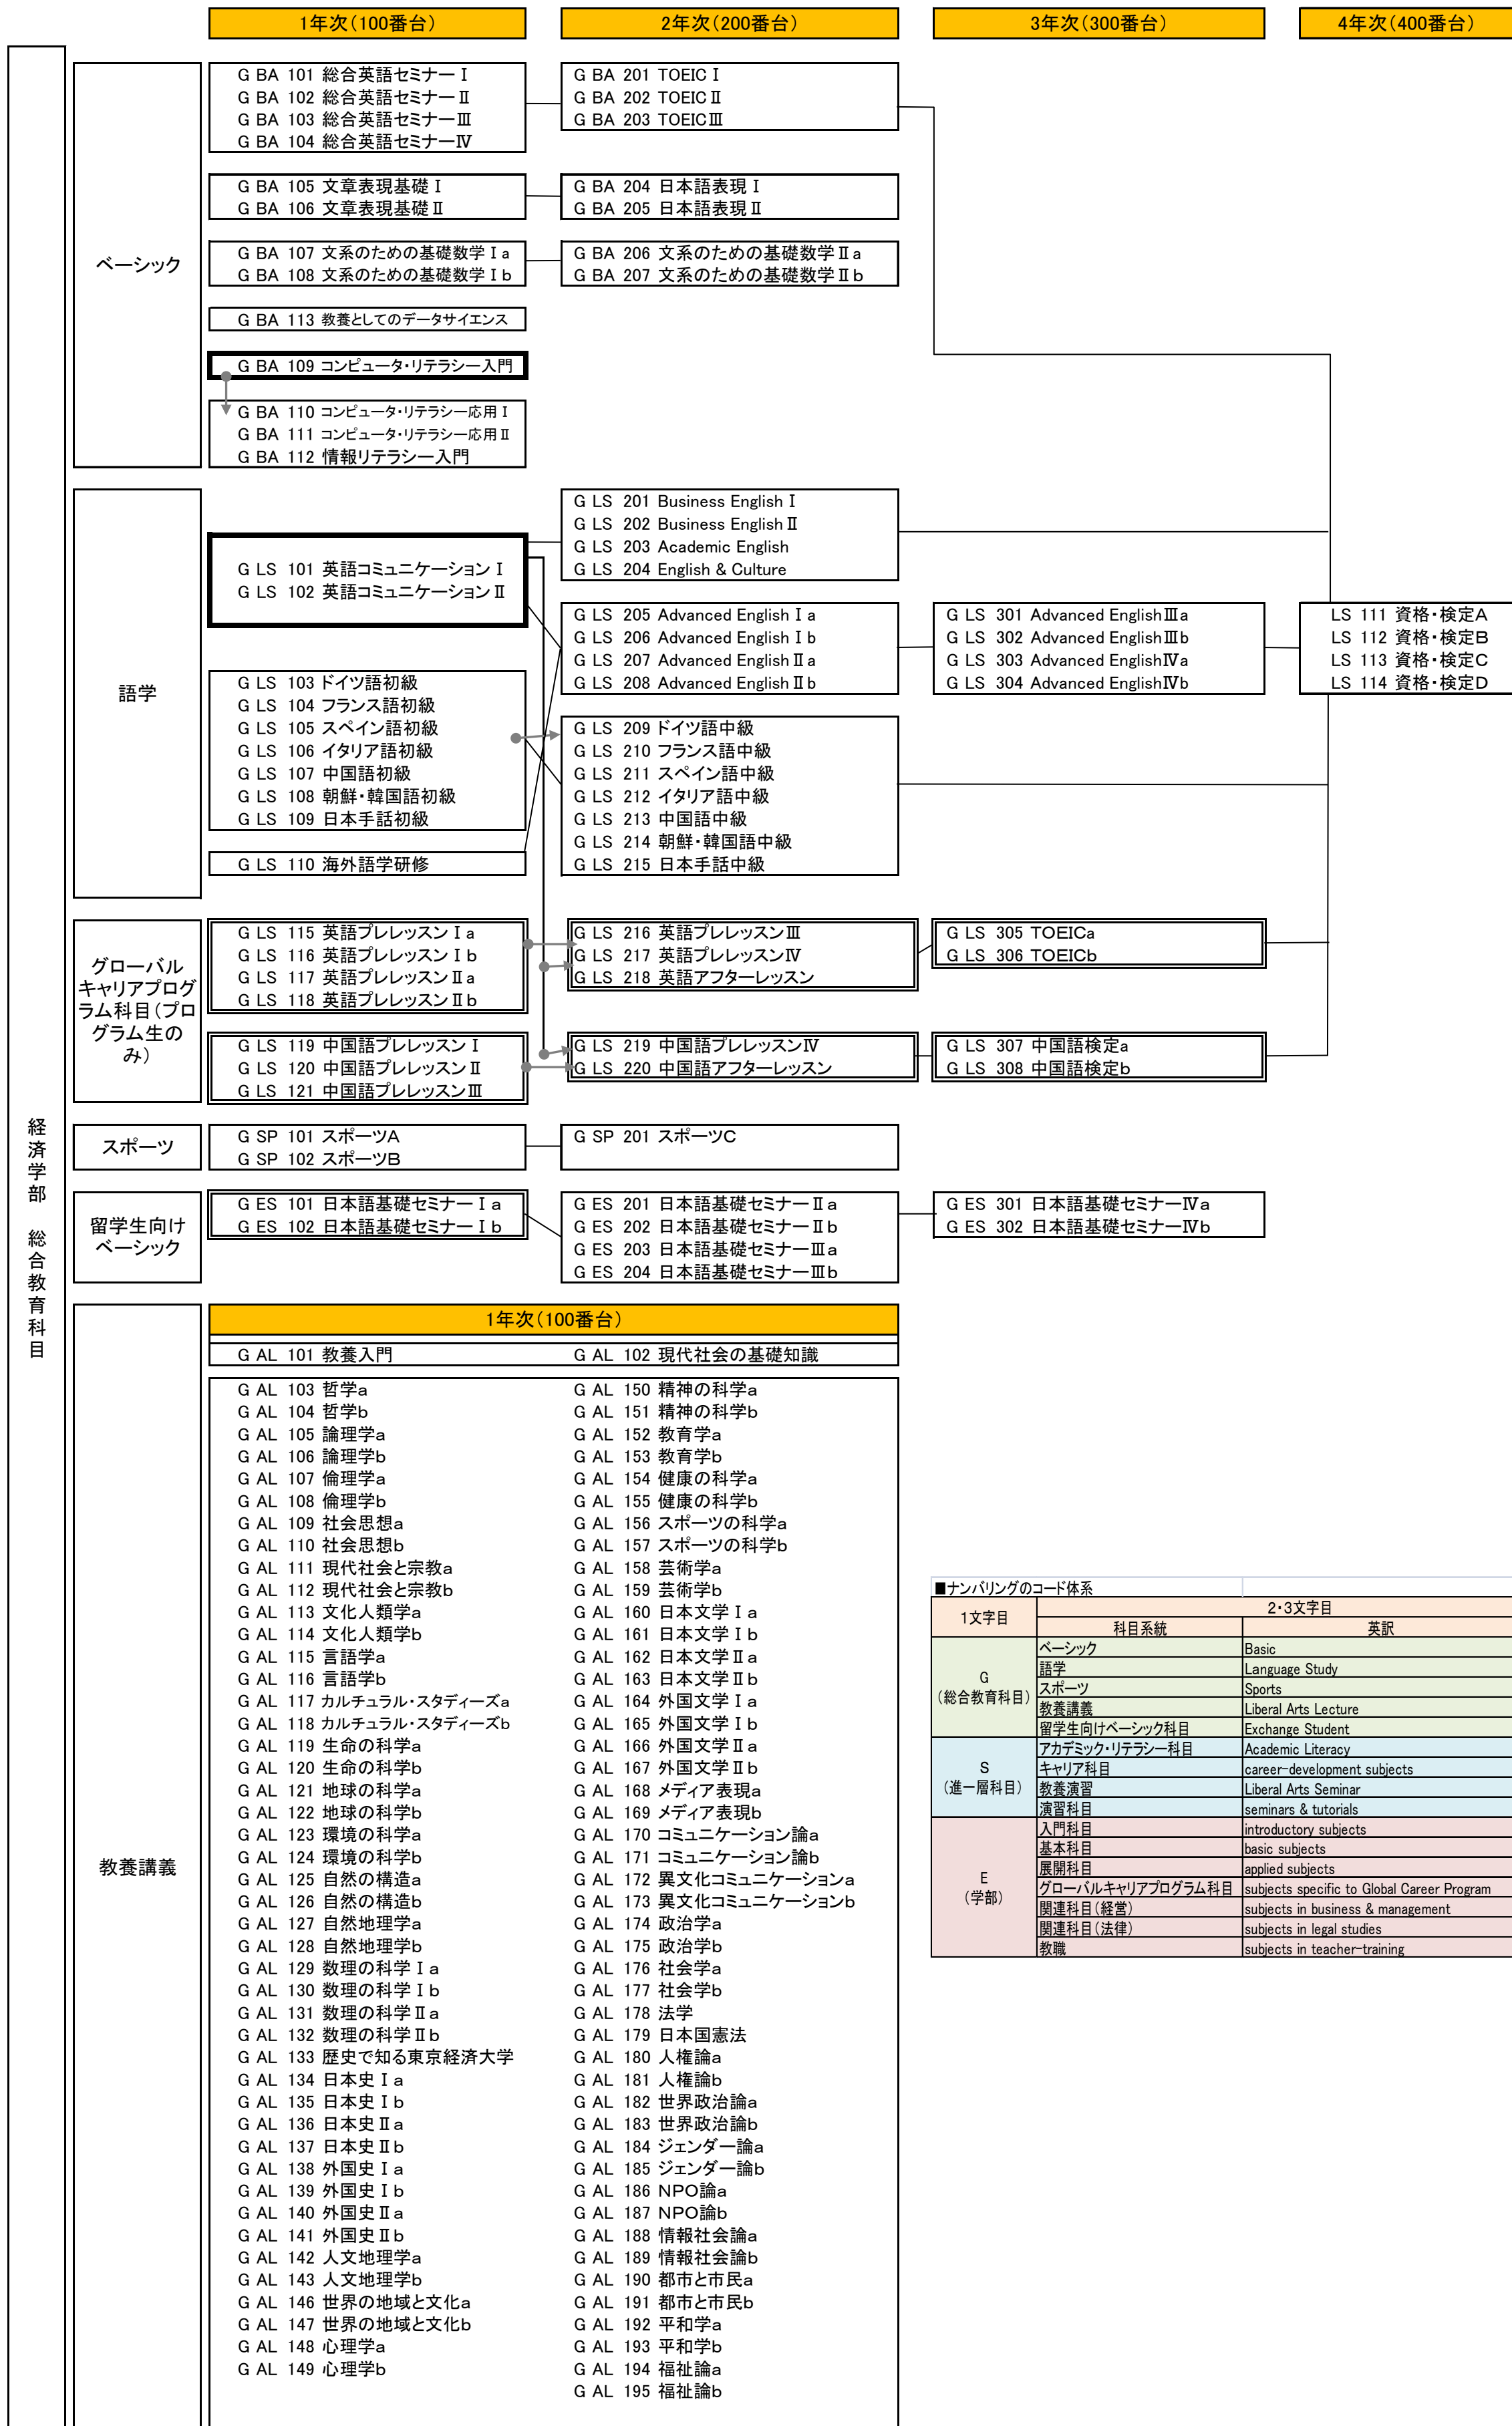 1年次（100番台）
2年次（200番台）
3年次（300番台）
4年次（400番台）
経済学部　総合教育科目
ベーシック
G BA 101 総合英語セミナーⅠ
G BA 102 総合英語セミナーⅡ
G BA 103 総合英語セミナーⅢ
G BA 104 総合英語セミナーⅣ
G BA 201 TOEICⅠ
G BA 202 TOEICⅡ
G BA 203 TOEICⅢ
G BA 105 文章表現基礎Ⅰ
G BA 106 文章表現基礎Ⅱ
G BA 204 日本語表現Ⅰ
G BA 205 日本語表現Ⅱ
G BA 107 文系のための基礎数学Ⅰa
G BA 108 文系のための基礎数学Ⅰb
G BA 206 文系のための基礎数学Ⅱa
G BA 207 文系のための基礎数学Ⅱb
G BA 113 教養としてのデータサイエンス
G BA 109 コンピュータ・リテラシー入門
G BA 110 コンピュータ・リテラシー応用Ⅰ
G BA 111 コンピュータ・リテラシー応用Ⅱ
G BA 112 情報リテラシー入門
語学
G LS 101 英語コミュニケーションⅠ
G LS 102 英語コミュニケーションⅡ
G LS 201 Business EnglishⅠ
G LS 202 Business EnglishⅡ
G LS 203 Academic English
G LS 204 English & Culture
G LS 205 Advanced EnglishⅠa
G LS 206 Advanced EnglishⅠb
G LS 207 Advanced EnglishⅡa
G LS 208 Advanced EnglishⅡb
G LS 301 Advanced EnglishⅢa
G LS 302 Advanced EnglishⅢb
G LS 303 Advanced EnglishⅣa
G LS 304 Advanced EnglishⅣb
LS 111 資格・検定A
LS 112 資格・検定B
LS 113 資格・検定C
LS 114 資格・検定D
G LS 103 ドイツ語初級
G LS 104 フランス語初級
G LS 105 スペイン語初級
G LS 106 イタリア語初級
G LS 107 中国語初級
G LS 108 朝鮮・韓国語初級
G LS 109 日本手話初級
G LS 209 ドイツ語中級
G LS 210 フランス語中級
G LS 211 スペイン語中級
G LS 212 イタリア語中級
G LS 213 中国語中級
G LS 214 朝鮮・韓国語中級
G LS 215 日本手話中級
G LS 110 海外語学研修
グローバル
キャリアプログ
ラム科目（プロ
グラム生の
み）
G LS 115 英語プレレッスンⅠa
G LS 116 英語プレレッスンⅠb
G LS 117 英語プレレッスンⅡa
G LS 118 英語プレレッスンⅡb
G LS 216 英語プレレッスンⅢ
G LS 217 英語プレレッスンⅣ
G LS 218 英語アフターレッスン
G LS 305 TOEICa
G LS 306 TOEICb
G LS 119 中国語プレレッスンⅠ
G LS 120 中国語プレレッスンⅡ
G LS 121 中国語プレレッスンⅢ
G LS 219 中国語プレレッスンⅣ
G LS 220 中国語アフターレッスン
G LS 307 中国語検定a
G LS 308 中国語検定b
スポーツ
G SP 101 スポーツA
G SP 102 スポーツB
G SP 201 スポーツC
留学生向け
ベーシック
G ES 101 日本語基礎セミナーⅠa
G ES 102 日本語基礎セミナーⅠb
G ES 201 日本語基礎セミナーⅡa
G ES 202 日本語基礎セミナーⅡb
G ES 203 日本語基礎セミナーⅢa
G ES 204 日本語基礎セミナーⅢb
G ES 301 日本語基礎セミナーⅣa
G ES 302 日本語基礎セミナーⅣb
教養講義
1年次（100番台）
G AL 101 教養入門
G AL 102 現代社会の基礎知識
G AL 103 哲学a
G AL 104 哲学b
G AL 105 論理学a
G AL 106 論理学b
G AL 107 倫理学a
G AL 108 倫理学b
G AL 109 社会思想a
G AL 110 社会思想b
G AL 111 現代社会と宗教a
G AL 112 現代社会と宗教b
G AL 113 文化人類学a
G AL 114 文化人類学b
G AL 115 言語学a
G AL 116 言語学b
G AL 117 カルチュラル・スタディーズa
G AL 118 カルチュラル・スタディーズb
G AL 119 生命の科学a
G AL 120 生命の科学b
G AL 121 地球の科学a
G AL 122 地球の科学b
G AL 123 環境の科学a
G AL 124 環境の科学b
G AL 125 自然の構造a
G AL 126 自然の構造b
G AL 127 自然地理学a
G AL 128 自然地理学b
G AL 129 数理の科学Ⅰa
G AL 130 数理の科学Ⅰb
G AL 131 数理の科学Ⅱa
G AL 132 数理の科学Ⅱb
G AL 133 歴史で知る東京経済大学
G AL 134 日本史Ⅰa
G AL 135 日本史Ⅰb
G AL 136 日本史Ⅱa
G AL 137 日本史Ⅱb
G AL 138 外国史Ⅰa
G AL 139 外国史Ⅰb
G AL 140 外国史Ⅱa
G AL 141 外国史Ⅱb
G AL 142 人文地理学a
G AL 143 人文地理学b
G AL 146 世界の地域と文化a
G AL 147 世界の地域と文化b
G AL 148 心理学a
G AL 149 心理学b
G AL 150 精神の科学a
G AL 151 精神の科学b
G AL 152 教育学a
G AL 153 教育学b
G AL 154 健康の科学a
G AL 155 健康の科学b
G AL 156 スポーツの科学a
G AL 157 スポーツの科学b
G AL 158 芸術学a
G AL 159 芸術学b
G AL 160 日本文学Ⅰa
G AL 161 日本文学Ⅰb
G AL 162 日本文学Ⅱa
G AL 163 日本文学Ⅱb
G AL 164 外国文学Ⅰa
G AL 165 外国文学Ⅰb
G AL 166 外国文学Ⅱa
G AL 167 外国文学Ⅱb
G AL 168 メディア表現a
G AL 169 メディア表現b
G AL 170 コミュニケーション論a
G AL 171 コミュニケーション論b
G AL 172 異文化コミュニケーションa
G AL 173 異文化コミュニケーションb
G AL 174 政治学a
G AL 175 政治学b
G AL 176 社会学a
G AL 177 社会学b
G AL 178 法学
G AL 179 日本国憲法
G AL 180 人権論a
G AL 181 人権論b
G AL 182 世界政治論a
G AL 183 世界政治論b
G AL 184 ジェンダー論a
G AL 185 ジェンダー論b
G AL 186 NPO論a
G AL 187 NPO論b
G AL 188 情報社会論a
G AL 189 情報社会論b
G AL 190 都市と市民a
G AL 191 都市と市民b
G AL 192 平和学a
G AL 193 平和学b
G AL 194 福祉論a
G AL 195 福祉論b
■ナンバリングのコード体系
1文字目
2・3文字目
科目系統
英訳
G
（総合教育科目）
ベーシック Basic
語学 Language Study
スポーツ Sports
教養講義 Liberal Arts Lecture
留学生向けベーシック科目 Exchange Student
S
（進一層科目）
アカデミック・リテラシー科目 Academic Literacy
キャリア科目 career-development subjects
教養演習 Liberal Arts Seminar
演習科目 seminars & tutorials
E
（学部）
入門科目 introductory subjects
基本科目 basic subjects
展開科目 applied subjects
グローバルキャリアプログラム科目 subjects specific to Global Career Program
関連科目（経営） subjects in business & management
関連科目（法律） subjects in legal studies
教職 subjects in teacher-training